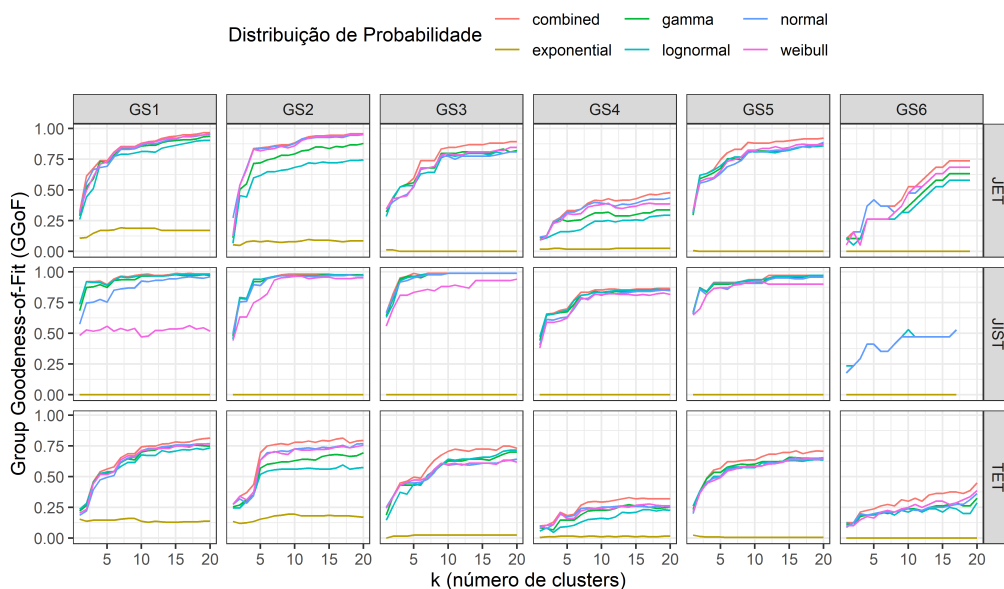 Distribuição de Probabilidade
combined gamma normal
exponential lognormal weibull
GS1 GS2 GS3 GS4 GS5 GS6
Group Goodeness-of-Fit (GGoF)
1.00
0.75
0.50
0.25
0.00
JET
1.00
0.75
0.50
0.25
0.00
JIST
1.00
0.75
0.50
0.25
0.00
TET
5 10 15 20 5 10 15 20 5 10 15 20 5 10 15 20 5 10 15 20 5 10 15 20
k (número de clusters)